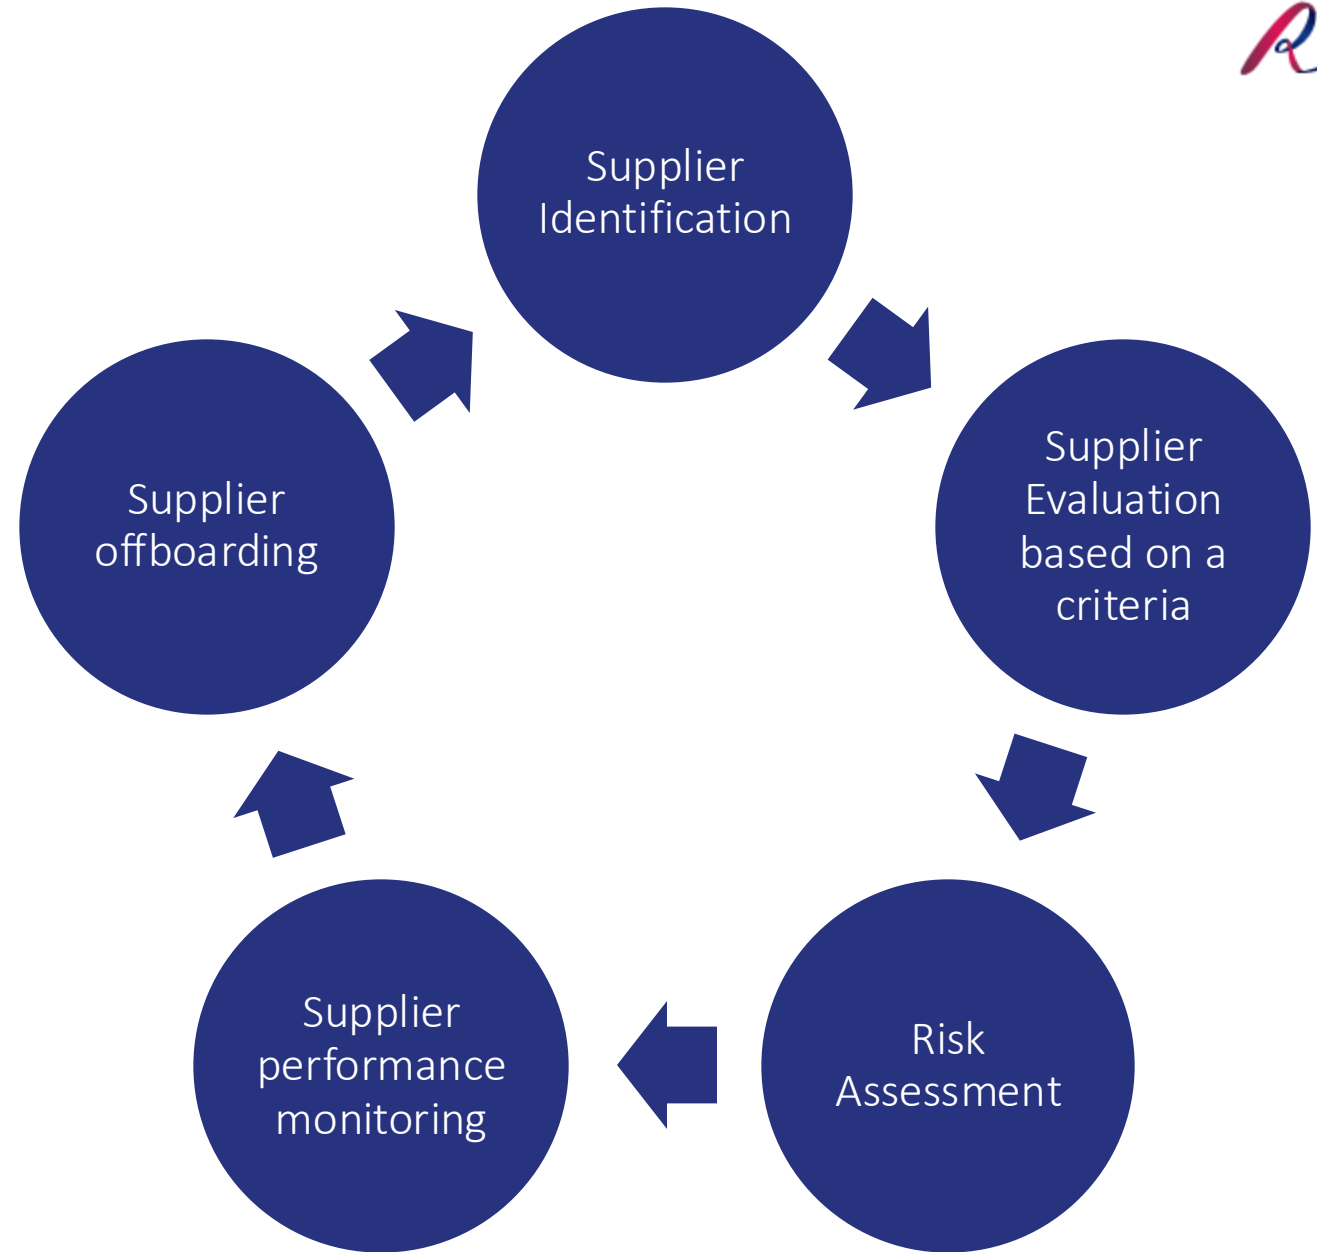 Supplier
Identification
Supplier
Evaluation
based on a
criteria
Risk
Assessment
Supplier
performance
monitoring
Supplier
offboarding
R